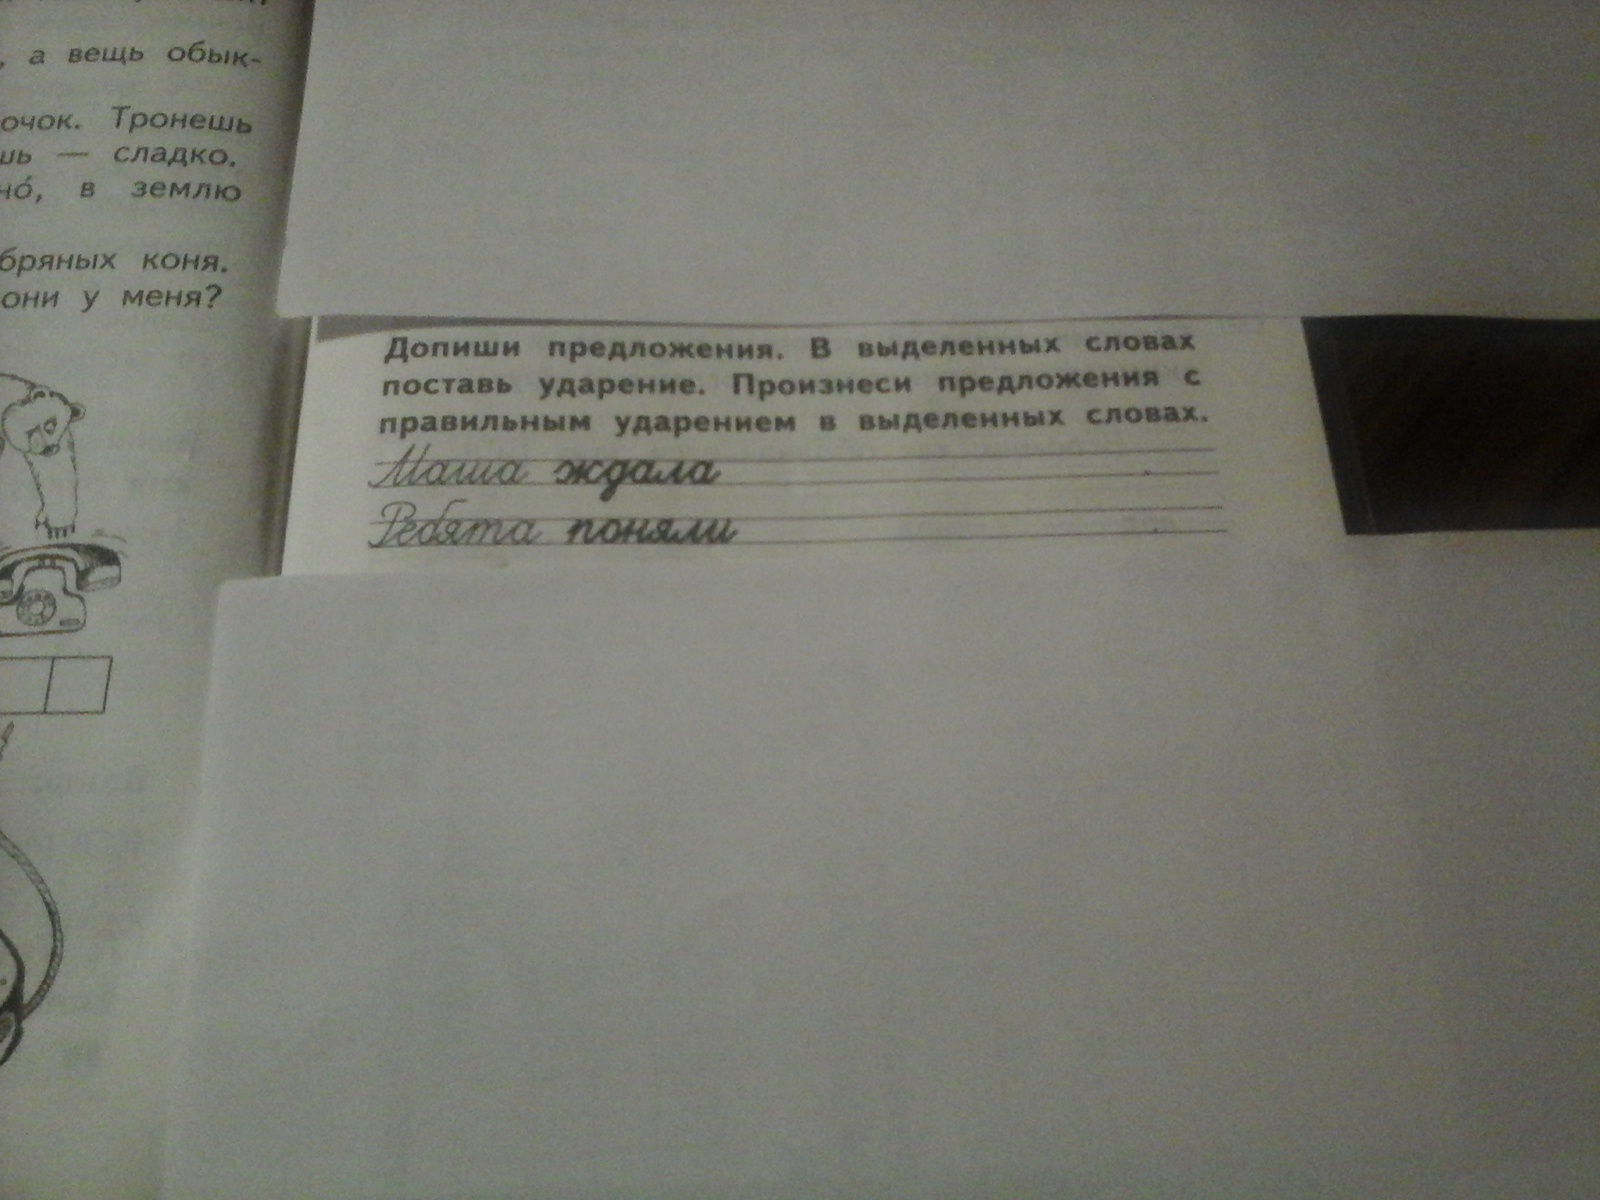 , а вещь обык-
очок. Тронешь
шь — сладко.
но́, в землю
бряных коня.
они у меня?
Допиши предложения. В выделенных словах
поставь ударение. Произнеси предложения с
правильным ударением в выделенных словах.
Маша ждала
Ребята поняли